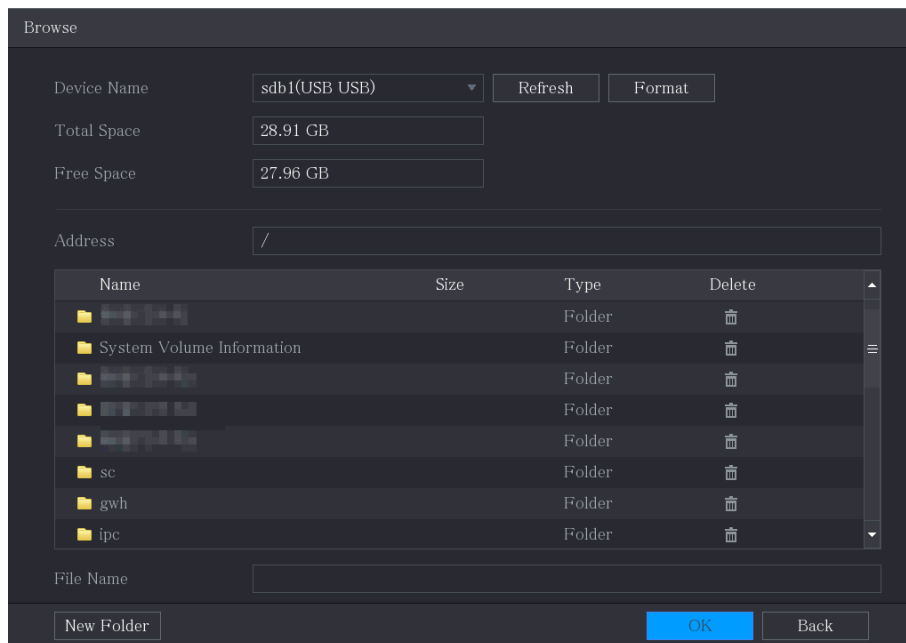 Browse
Device Name sdb1(USB USB) Refresh Format
Total Space 28.91 GB
Free Space 27.96 GB
Address /
Name Size Type Delete
Folder
System Volume Information Folder
Folder
Folder
Folder
sc Folder
gwh Folder
ipc Folder
File Name
New Folder OK Back